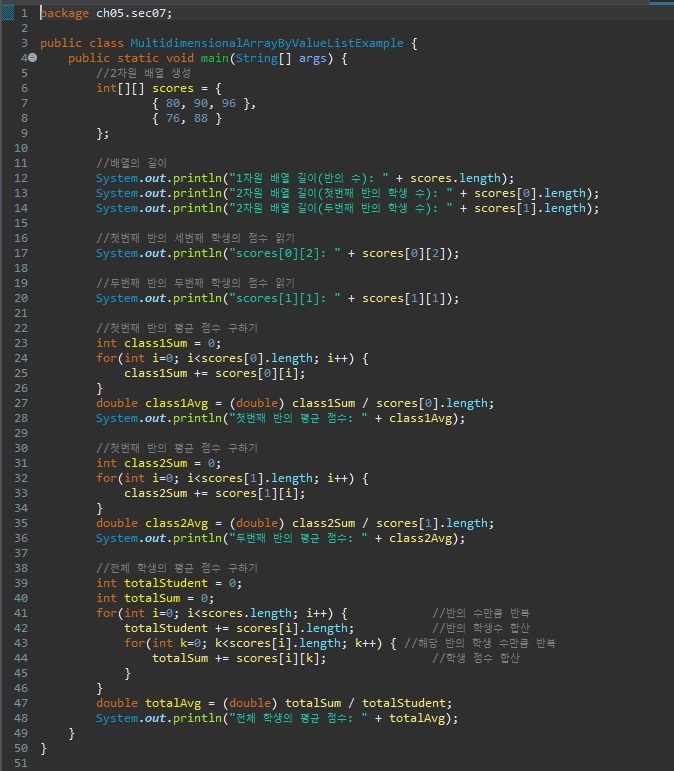 1 package ch05.sec07;
2
3 public class MultidimensionalArrayByValueListExample {
4     public static void main(String[] args) {
5         //2차원 배열 생성
6         int[][] scores = {
7                 { 80, 90, 96 },
8                 { 76, 88 }
9         };
10
11         //배열의 길이
12         System.out.println("1차원 배열 길이(반의 수): " + scores.length);
13         System.out.println("2차원 배열 길이(첫번째 반의 학생 수): " + scores[0].length);
14         System.out.println("2차원 배열 길이(두번째 반의 학생 수): " + scores[1].length);
15
16         //첫번째 반의 세번째 학생의 점수 읽기
17         System.out.println("scores[0][2]: " + scores[0][2]);
18
19         //두번째 반의 두번째 학생의 점수 읽기
20         System.out.println("scores[1][1]: " + scores[1][1]);
21
22         //첫번째 반의 평균 점수 구하기
23         int class1Sum = 0;
24         for(int i=0; i<scores[0].length; i++) {
25             class1Sum += scores[0][i];
26         }
27         double class1Avg = (double) class1Sum / scores[0].length;
28         System.out.println("첫번째 반의 평균 점수: " + class1Avg);
29
30         //첫번째 반의 평균 점수 구하기
31         int class2Sum = 0;
32         for(int i=0; i<scores[1].length; i++) {
33             class2Sum += scores[1][i];
34         }
35         double class2Avg = (double) class2Sum / scores[1].length;
36         System.out.println("두번째 반의 평균 점수: " + class2Avg);
37
38         //전체 학생의 평균 점수 구하기
39         int totalStudent = 0;
40         int totalSum = 0;
41         for(int i=0; i<scores.length; i++) {            //반의 수만큼 반복
42             totalStudent += scores[i].length;           //반의 학생수 합산
43             for(int k=0; k<scores[i].length; k++) { //해당 반의 학생 수만큼 반복
44                 totalSum += scores[i][k];               //학생 점수 합산
45             }
46         }
47         double totalAvg = (double) totalSum / totalStudent;
48         System.out.println("전체 학생의 평균 점수: " + totalAvg);
49     }
50 }
51